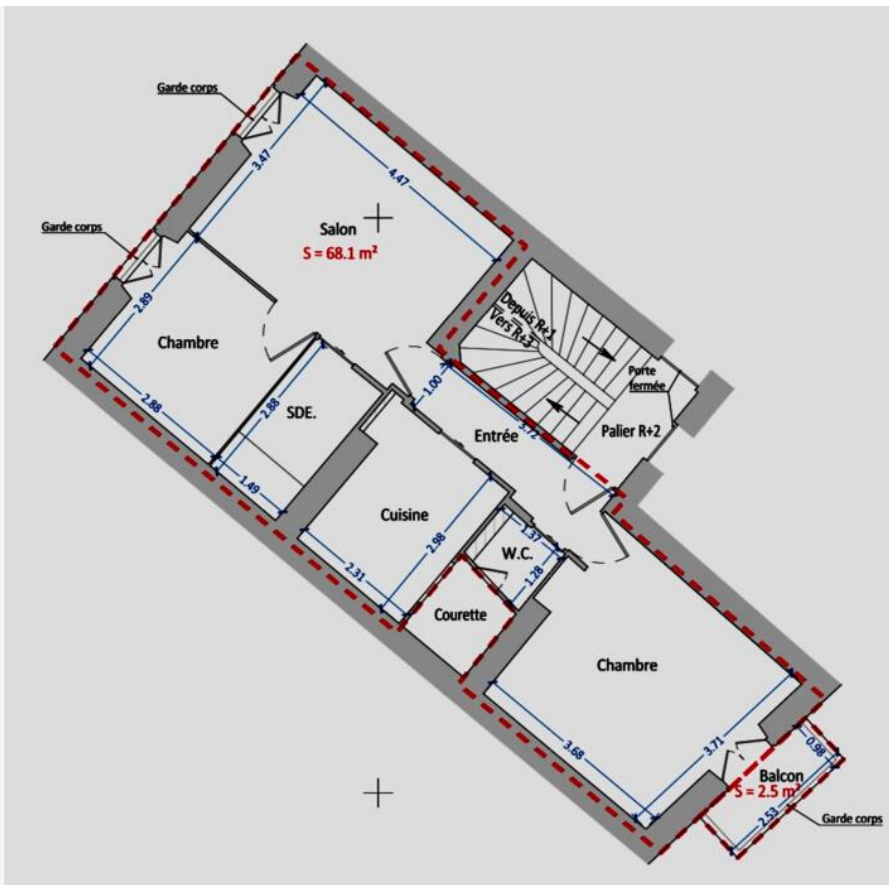 Garde corps
3.47
4.47
Garde corps
Salon
S = 68.1 m²
2.89
Depuis R+1
Vers R+3
Chambre
Porte
fermée
1.00
2.88
2.88
SDE.
Entrée
3.72
Palier R+2
1.49
Cuisine
2.98
1.37
W.C.
1.28
2.31
Courette
Chambre
3.68
3.71
0.98
Balcon
S = 2.5 m²
2.53
Garde corps